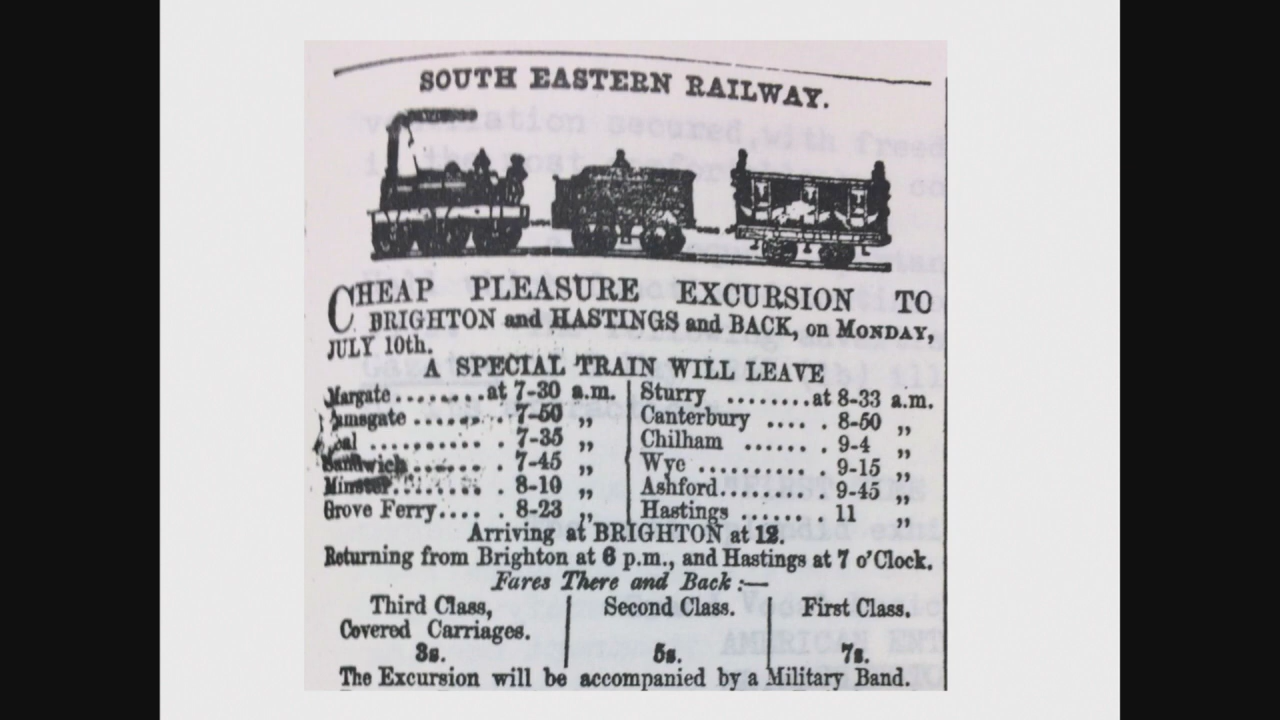 SOUTH EASTERN RAILWAY.
CHEAP PLEASURE EXCURSION TO
BRIGHTON and HASTINGS and BACK, on MONDAY,
JULY 10th.
A SPECIAL TRAIN WILL LEAVE
Margate........at 7-30 a.m.
amsgate ....... 7-50 „
eal ............ 7-35 „
Sandwich....... 7-45 „
Minster......... 8-10 „
Grove Ferry..... 8-23 „
Sturry ........at 8-33 a.m.
Canterbury ..... 8-50 „
Chilham ....... 9-4 „
Wye .......... 9-15 „
Ashford........ 9-45 „
Hastings ...... 11 „
Arriving at BRIGHTON at 12.
Returning from Brighton at 6 p.m., and Hastings at 7 o'Clock.
Fares There and Back :—
Third Class, Second Class. First Class.
Covered Carriages.
3s. 5s. 7s.
The Excursion will be accompanied by a Military Band.